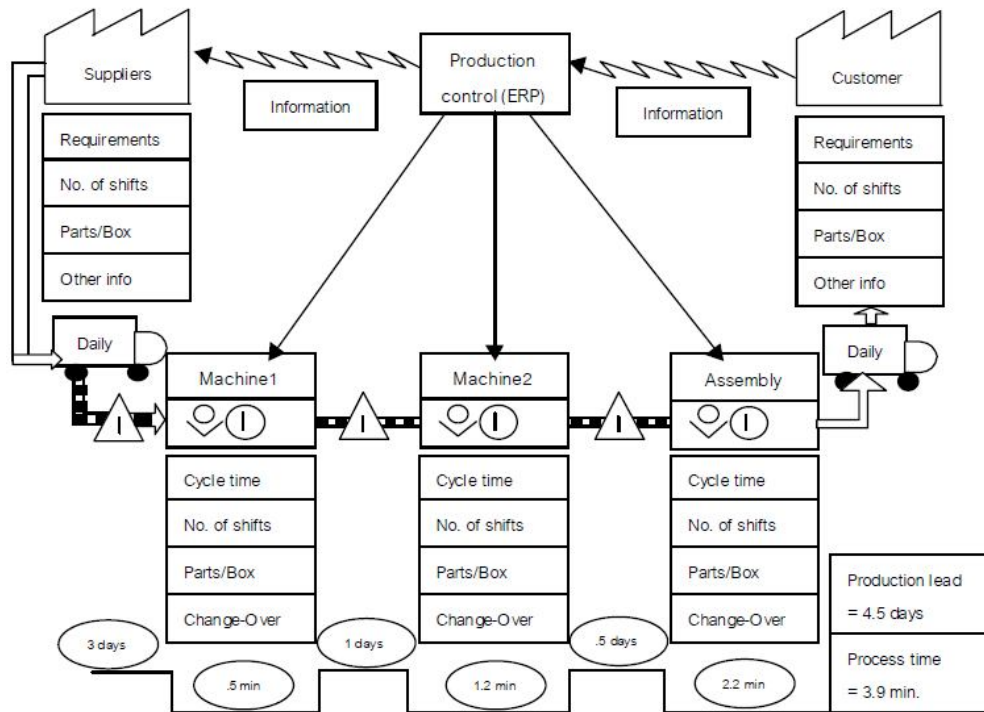 Suppliers
Production
control (ERP)
Customer
Information
Information
Requirements
No. of shifts
Parts/Box
Other info
Requirements
No. of shifts
Parts/Box
Other info
Daily
Daily
Machine1
Machine2
Assembly
I
I
I
I
I
I
Cycle time
No. of shifts
Parts/Box
Change-Over
Cycle time
No. of shifts
Parts/Box
Change-Over
Cycle time
No. of shifts
Parts/Box
Change-Over
3 days
.5 min
1 days
1.2 min
.5 days
2.2 min
Production lead
= 4.5 days
Process time
= 3.9 min.